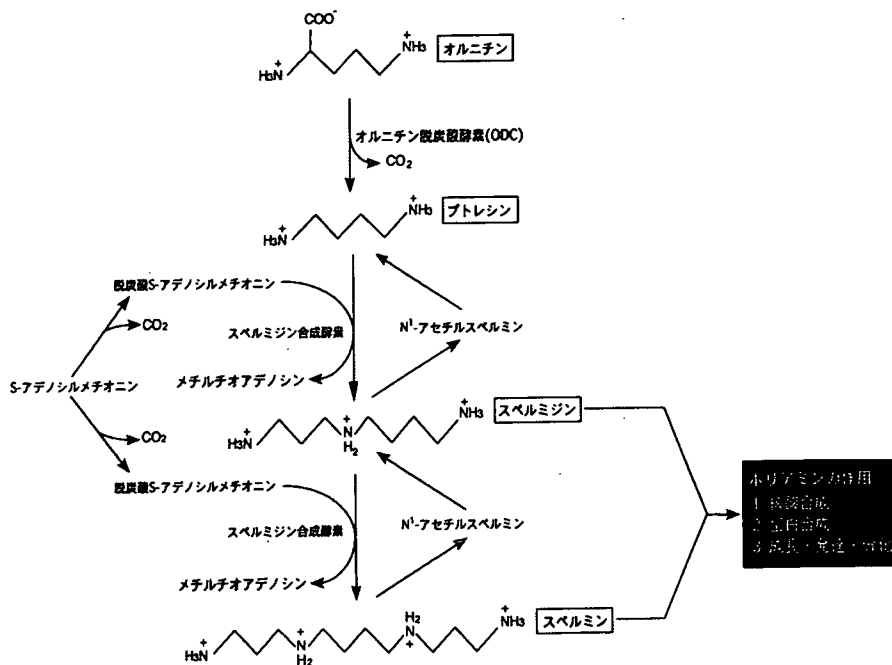 COO⁻
H₃N⁺
⁺NH₃
オルニチン
オルニチン脱炭酸酵素(ODC)
CO₂
H₃N⁺
⁺NH₃
プトレシン
脱炭酸S-アデノシルメチオニン
CO₂
スペルミジン合成酵素
N¹-アセチルスペルミン
メチルチオアデノシン
S-アデノシルメチオニン
CO₂
H₃N⁺
N⁺H₂
⁺NH₃
スペルミジン
脱炭酸S-アデノシルメチオニン
スペルミジン合成酵素
N¹-アセチルスペルミン
メチルチオアデノシン
H₃N⁺
N⁺H₂
H₂N⁺
⁺NH₃
スペルミン
ポリアミンの作用
1 核酸合成
2 蛋白合成
3 成長・発達・